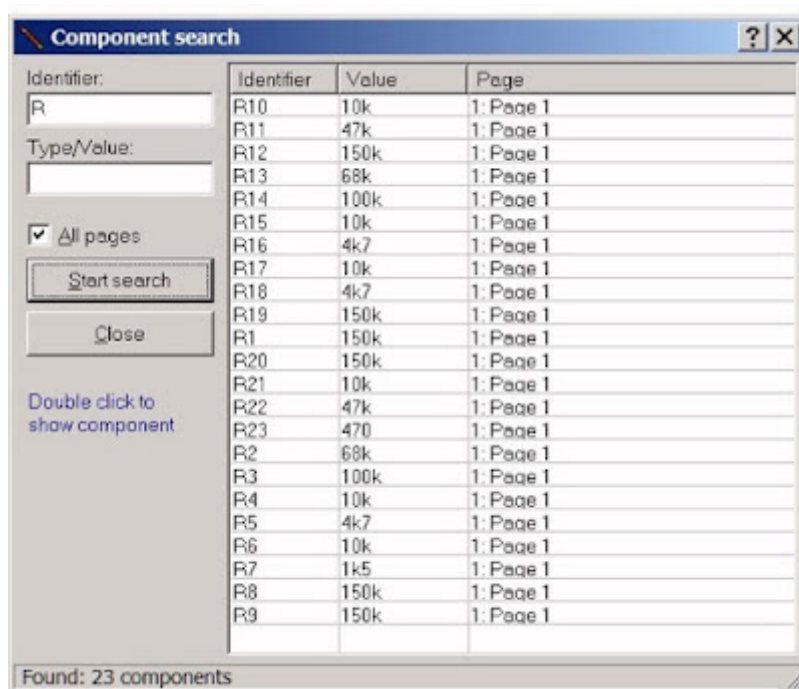 Component search
Identifier:
R
Type/Value:
All pages
Start search
Close
Double click to
show component
Identifier Value Page
R10 10k 1: Page 1
R11 47k 1: Page 1
R12 150k 1: Page 1
R13 68k 1: Page 1
R14 100k 1: Page 1
R15 10k 1: Page 1
R16 4k7 1: Page 1
R17 10k 1: Page 1
R18 4k7 1: Page 1
R19 150k 1: Page 1
R1 150k 1: Page 1
R20 150k 1: Page 1
R21 10k 1: Page 1
R22 47k 1: Page 1
R23 470 1: Page 1
R2 68k 1: Page 1
R3 100k 1: Page 1
R4 10k 1: Page 1
R5 4k7 1: Page 1
R6 10k 1: Page 1
R7 1k5 1: Page 1
R8 150k 1: Page 1
R9 150k 1: Page 1
Found: 23 components